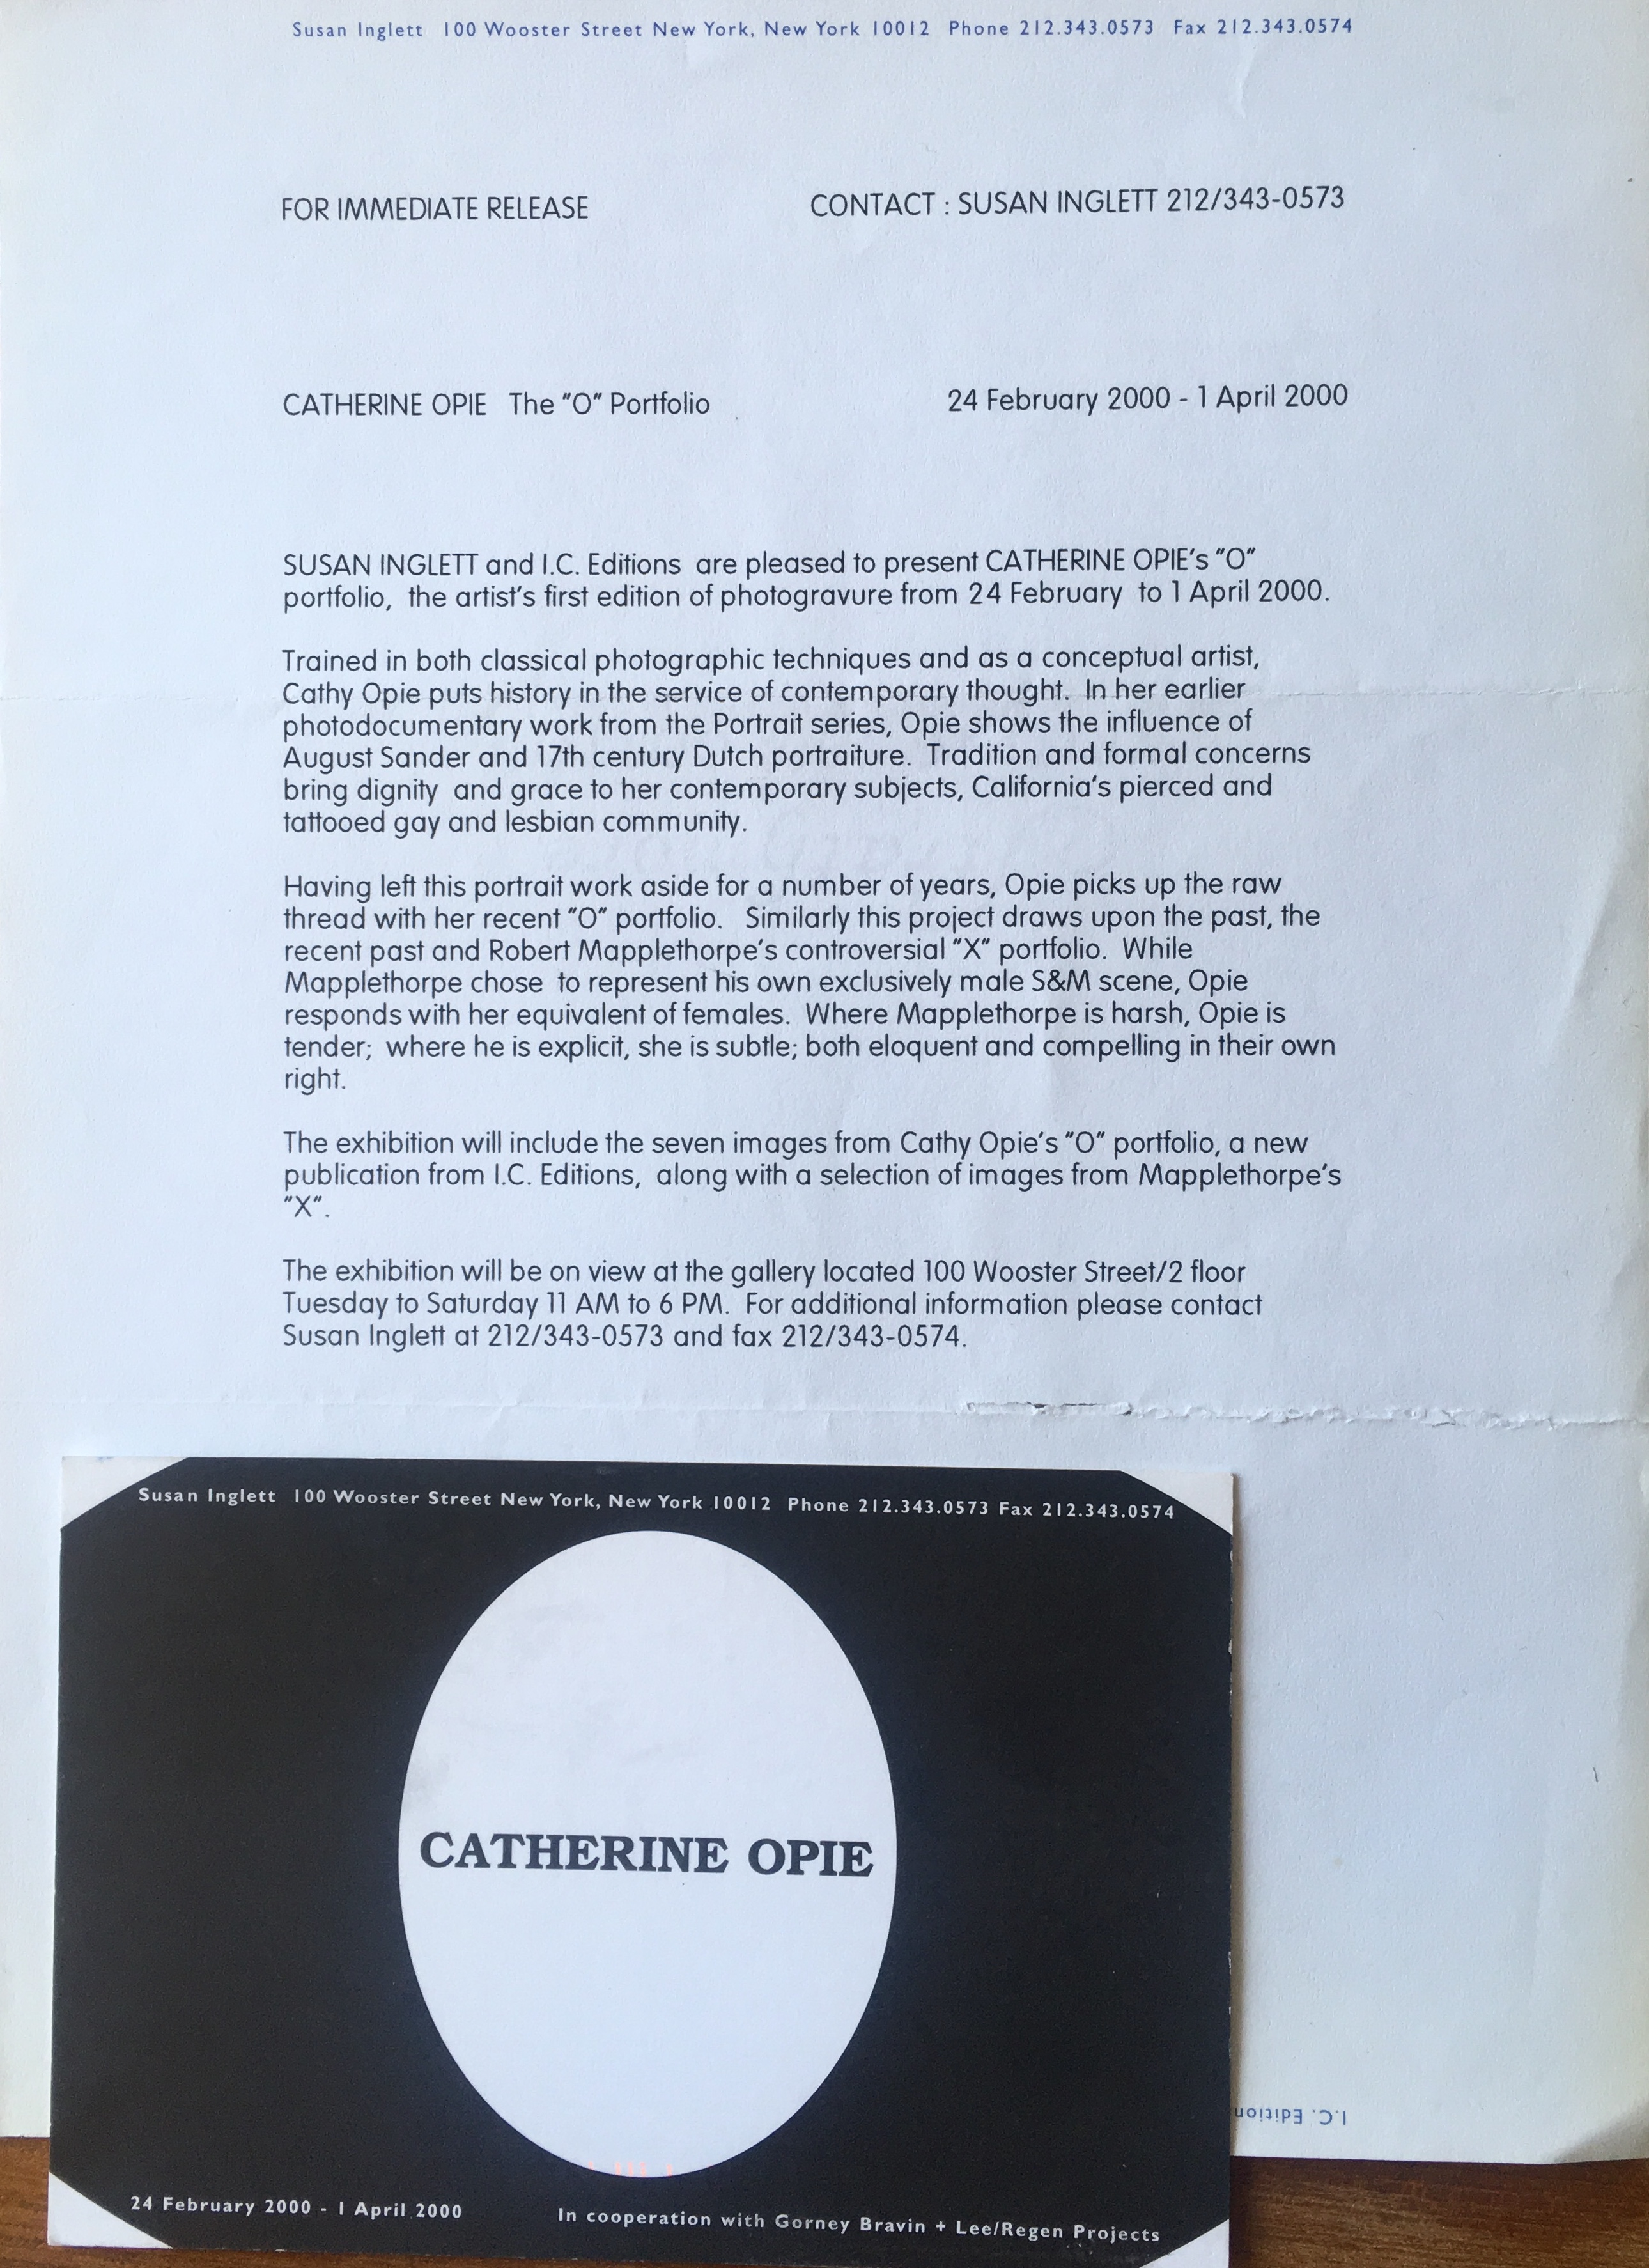 Susan Inglett 100 Wooster Street New York, New York 10012 Phone 212.343.0573 Fax 212.343.0574
FOR IMMEDIATE RELEASE CONTACT : SUSAN INGLETT 212/343-0573
CATHERINE OPIE The "O" Portfolio 24 February 2000 - 1 April 2000
SUSAN INGLETT and I.C. Editions are pleased to present CATHERINE OPIE's "O"
portfolio, the artist's first edition of photogravure from 24 February to 1 April 2000.
Trained in both classical photographic techniques and as a conceptual artist,
Cathy Opie puts history in the service of contemporary thought. In her earlier
photodocumentary work from the Portrait series, Opie shows the influence of
August Sander and 17th century Dutch portraiture. Tradition and formal concerns
bring dignity and grace to her contemporary subjects, California's pierced and
tattooed gay and lesbian community.
Having left this portrait work aside for a number of years, Opie picks up the raw
thread with her recent "O" portfolio. Similarly this project draws upon the past, the
recent past and Robert Mapplethorpe's controversial "X" portfolio. While
Mapplethorpe chose to represent his own exclusively male S&M scene, Opie
responds with her equivalent of females. Where Mapplethorpe is harsh, Opie is
tender; where he is explicit, she is subtle; both eloquent and compelling in their own
right.
The exhibition will include the seven images from Cathy Opie's "O" portfolio, a new
publication from I.C. Editions, along with a selection of images from Mapplethorpe's
"X".
The exhibition will be on view at the gallery located 100 Wooster Street/2 floor
Tuesday to Saturday 11 AM to 6 PM. For additional information please contact
Susan Inglett at 212/343-0573 and fax 212/343-0574.
Susan Inglett 100 Wooster Street New York, New York 10012 Phone 212.343.0573 Fax 212.343.0574
CATHERINE OPIE
I.C. Edition
24 February 2000 - 1 April 2000 In cooperation with Gorney Bravin + Lee/Regen Projects